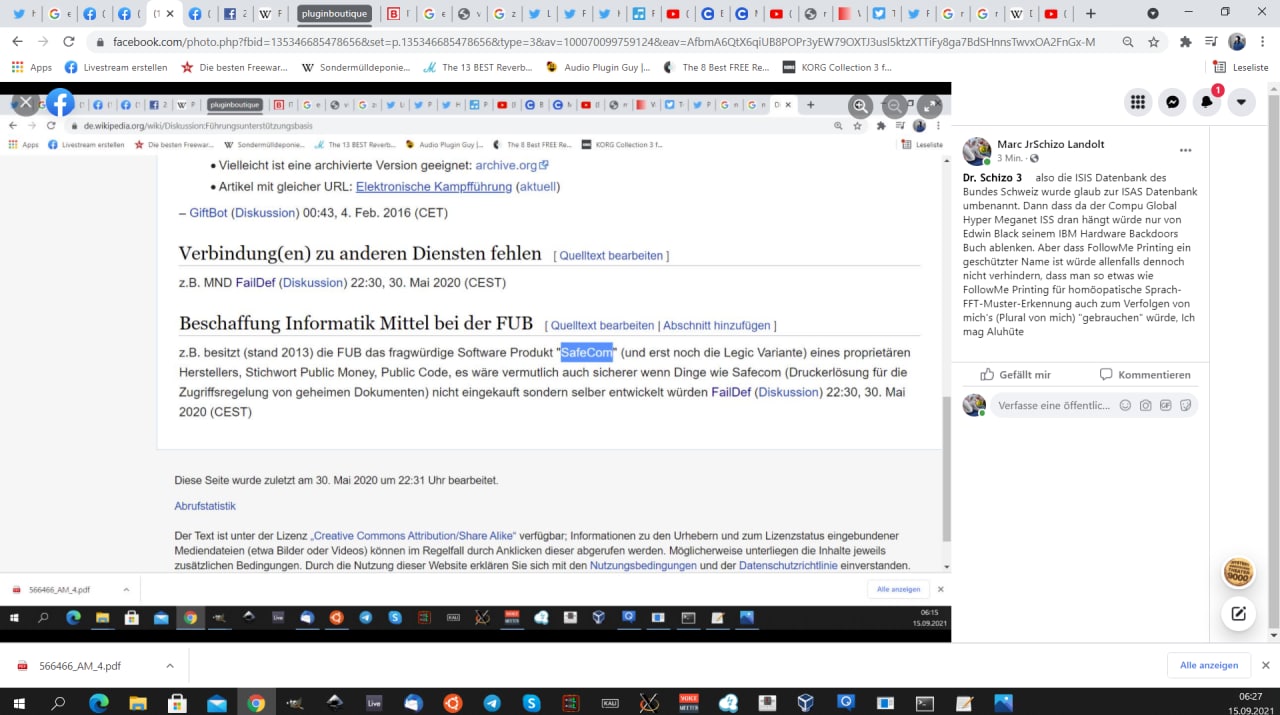 pluginboutique
facebook.com/photo.php?fbid=135346685478656&set=p.135346685478656&type=3&av=100070099759124&eav=AfbmA6QtX6qiUB8POPr3yEW79OXTJ3usl5ktzXTTiFy8ga7BdSHnnsTwvxOA2FnGx-M
Apps
Livestream erstellen
Die besten Freewar...
Sondermülldeponie...
The 13 BEST Reverb...
Audio Plugin Guy |...
The 8 Best FREE Re...
KORG Collection 3 f...
Leseliste
pluginboutique
de.wikipedia.org/wiki/Diskussion:Führungsunterstützungsbasis
Apps
Livestream erstellen
Die besten Freewar...
Sondermülldeponie...
The 13 BEST Reverb...
Audio Plugin Guy |...
The 8 Best FREE Re...
KORG Collection 3 f...
Leseliste
• Vielleicht ist eine archivierte Version geeignet: archive.org
• Artikel mit gleicher URL: Elektronische Kampfführung (aktuell)
– GiftBot (Diskussion) 00:43, 4. Feb. 2016 (CET)
Verbindung(en) zu anderen Diensten fehlen [ Quelltext bearbeiten ]
z.B. MND FailDef (Diskussion) 22:30, 30. Mai 2020 (CEST)
Beschaffung Informatik Mittel bei der FUB [ Quelltext bearbeiten | Abschnitt hinzufügen ]
z.B. besitzt (stand 2013) die FUB das fragwürdige Software Produkt "SafeCom" (und erst noch die Legic Variante) eines proprietären
Herstellers, Stichwort Public Money, Public Code, es wäre vermutlich auch sicherer wenn Dinge wie Safecom (Druckerlösung für die
Zugriffsregelung von geheimen Dokumenten) nicht eingekauft sondern selber entwickelt würden FailDef (Diskussion) 22:30, 30. Mai
2020 (CEST)
Diese Seite wurde zuletzt am 30. Mai 2020 um 22:31 Uhr bearbeitet.
Abrufstatistik
Der Text ist unter der Lizenz „Creative Commons Attribution/Share Alike“ verfügbar; Informationen zu den Urhebern und zum Lizenzstatus eingebundener
Mediendateien (etwa Bilder oder Videos) können im Regelfall durch Anklicken dieser abgerufen werden. Möglicherweise unterliegen die Inhalte jeweils
zusätzlichen Bedingungen. Durch die Nutzung dieser Website erklären Sie sich mit den Nutzungsbedingungen und der Datenschutzrichtlinie einverstanden.
566466_AM_4.pdf
Alle anzeigen
06:15
15.09.2021
1
Marc JrSchizo Landolt
3 Min. ·
Dr. Schizo 3 also die ISIS Datenbank des
Bundes Schweiz wurde glaub zur ISAS Datenbank
umbenannt. Dann dass da der Compu Global
Hyper Meganet ISS dran hängt würde nur von
Edwin Black seinem IBM Hardware Backdoors
Buch ablenken. Aber dass FollowMe Printing ein
geschützter Name ist würde allenfalls dennoch
nicht verhindern, dass man so etwas wie
FollowMe Printing für homöopatische Sprach-
FFT-Muster-Erkennung auch zum Verfolgen von
mich's (Plural von mich) "gebrauchen" würde, Ich
mag Aluhüte
Gefällt mir
Kommentieren
Verfasse eine öffentlic...
566466_AM_4.pdf
Alle anzeigen
Live
KALI
VOICE
MEETER
06:27
15.09.2021